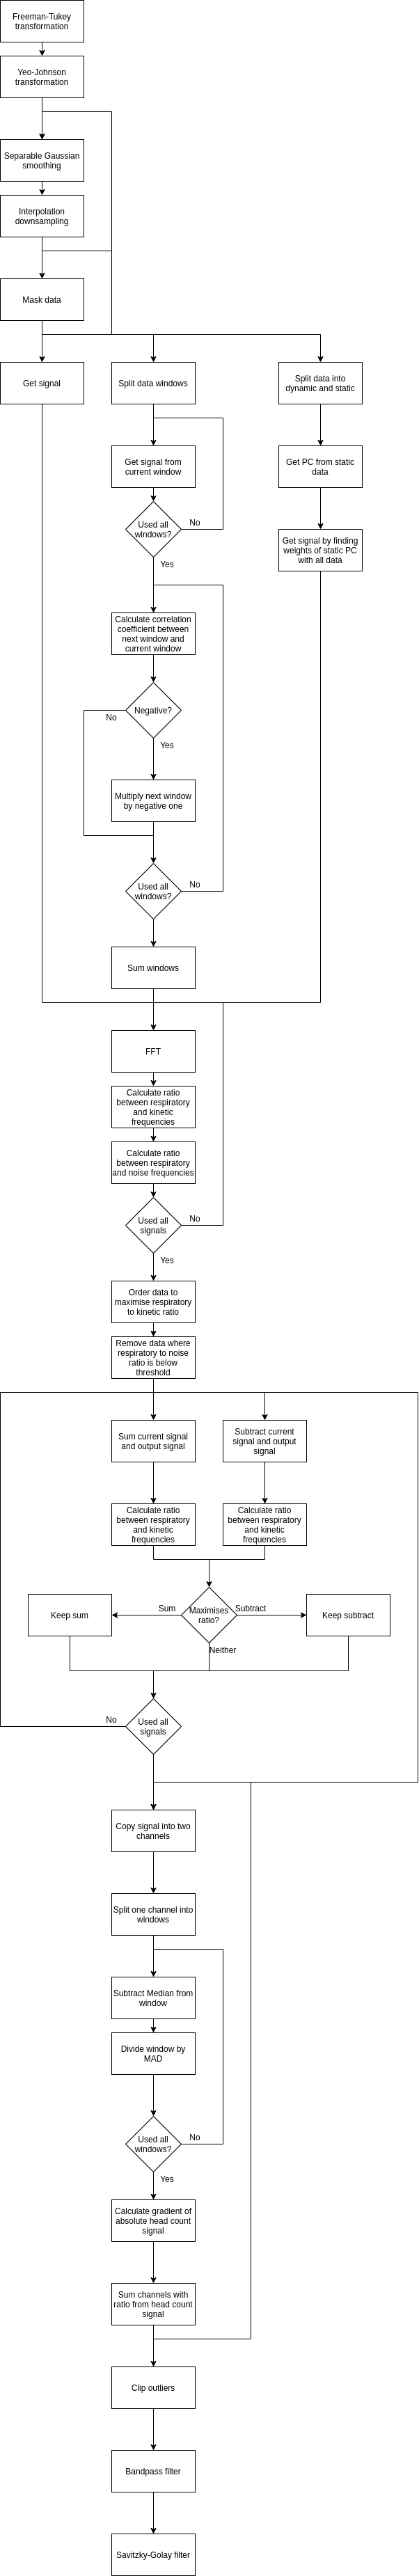 Freeman-Tukey
transformation
Yeo-Johnson
transformation
Separable Gaussian
smoothing
Interpolation
downsampling
Mask data
Get signal
Split data windows
Split data into
dynamic and static
Get signal from
current window
Get PC from static
data
Used all
windows?
No
Yes
Get signal by finding
weights of static PC
with all data
Calculate correlation
coefficient between
next window and
current window
Negative?
No
Yes
Multiply next window
by negative one
Used all
windows?
No
Sum windows
FFT
Calculate ratio
between respiratory
and kinetic
frequencies
Calculate ratio
between respiratory
and noise frequencies
Used all
signals
No
Yes
Order data to
maximise respiratory
to kinetic ratio
Remove data where
respiratory to noise
ratio is below
threshold
Sum current signal
and output signal
Subtract current
signal and output
signal
Calculate ratio
between respiratory
and kinetic
frequencies
Calculate ratio
between respiratory
and kinetic
frequencies
Keep sum
Sum
Maximises
ratio?
Subtract
Keep subtract
Neither
No
Used all
signals
Copy signal into two
channels
Split one channel into
windows
Subtract Median from
window
Divide window by
MAD
Used all
windows?
No
Yes
Calculate gradient of
absolute head count
signal
Sum channels with
ratio from head count
signal
Clip outliers
Bandpass filter
Savitzky-Golay filter